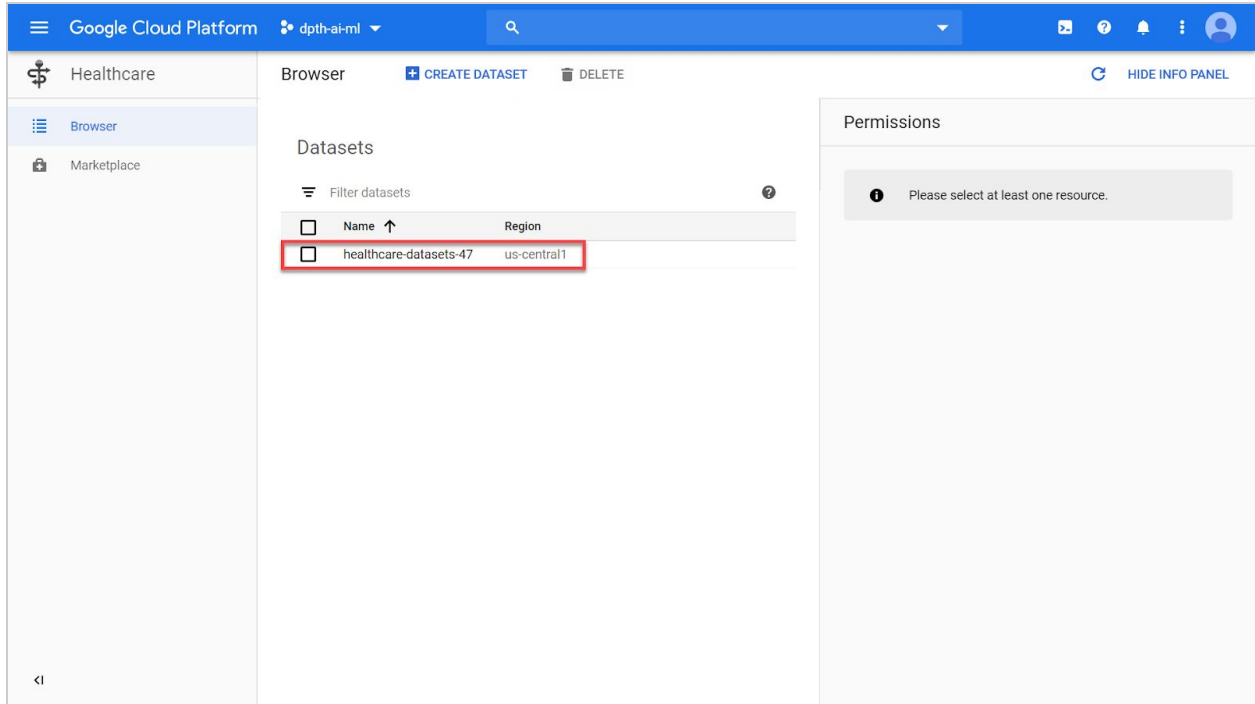 Google Cloud Platform dpth-ai-ml
Healthcare
Browser CREATE DATASET DELETE
HIDE INFO PANEL
Browser
Marketplace
Datasets
Filter datasets
Name Region
healthcare-datasets-47 us-central1
Permissions
Please select at least one resource.